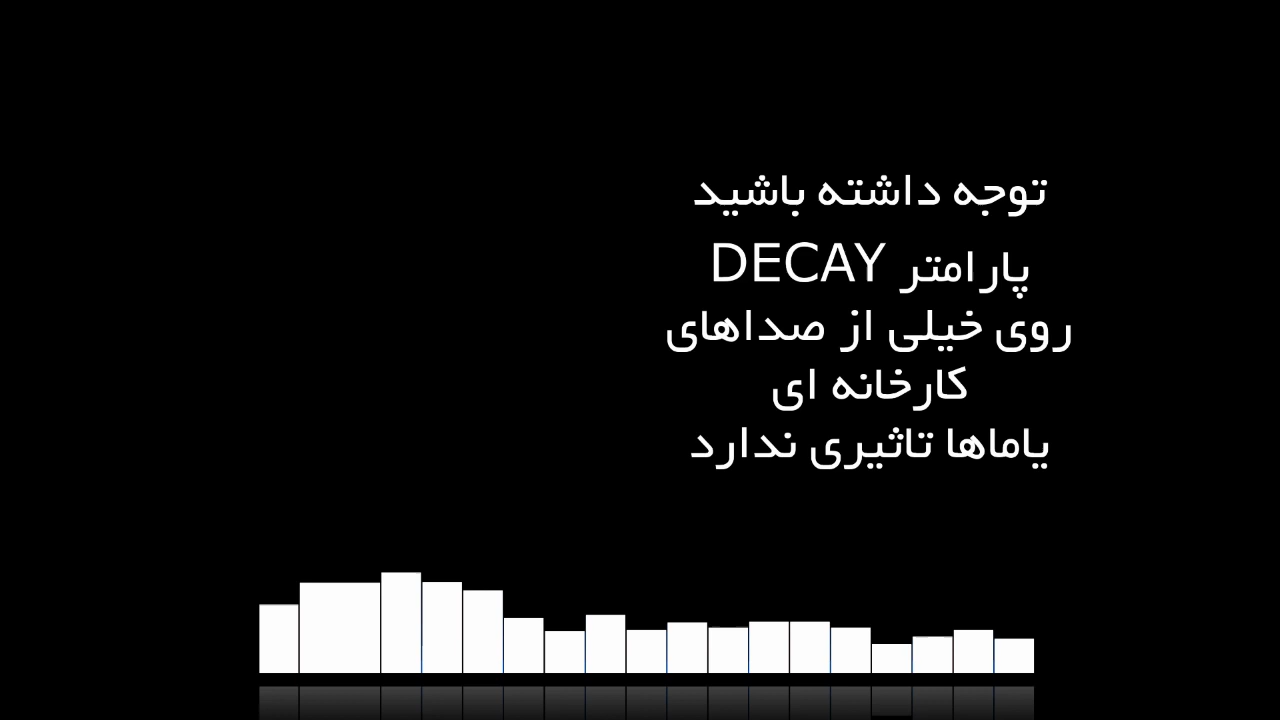 توجه داشته باشید
پارامتر DECAY
روی خیلی از صداهای
کارخانه ای
یاماها تاثیری ندارد